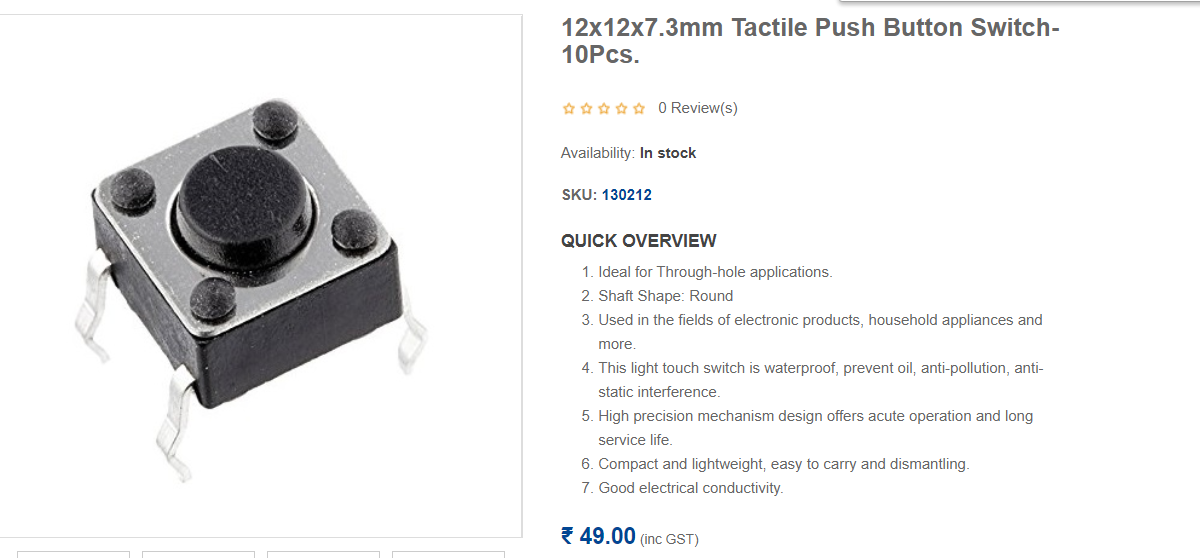 12x12x7.3mm Tactile Push Button Switch-
10Pcs.
0 Review(s)
Availability: In stock
SKU: 130212
QUICK OVERVIEW
1. Ideal for Through-hole applications.
2. Shaft Shape: Round
3. Used in the fields of electronic products, household appliances and
more.
4. This light touch switch is waterproof, prevent oil, anti-pollution, anti-
static interference.
5. High precision mechanism design offers acute operation and long
service life.
6. Compact and lightweight, easy to carry and dismantling.
7. Good electrical conductivity.
₹ 49.00 (inc GST)